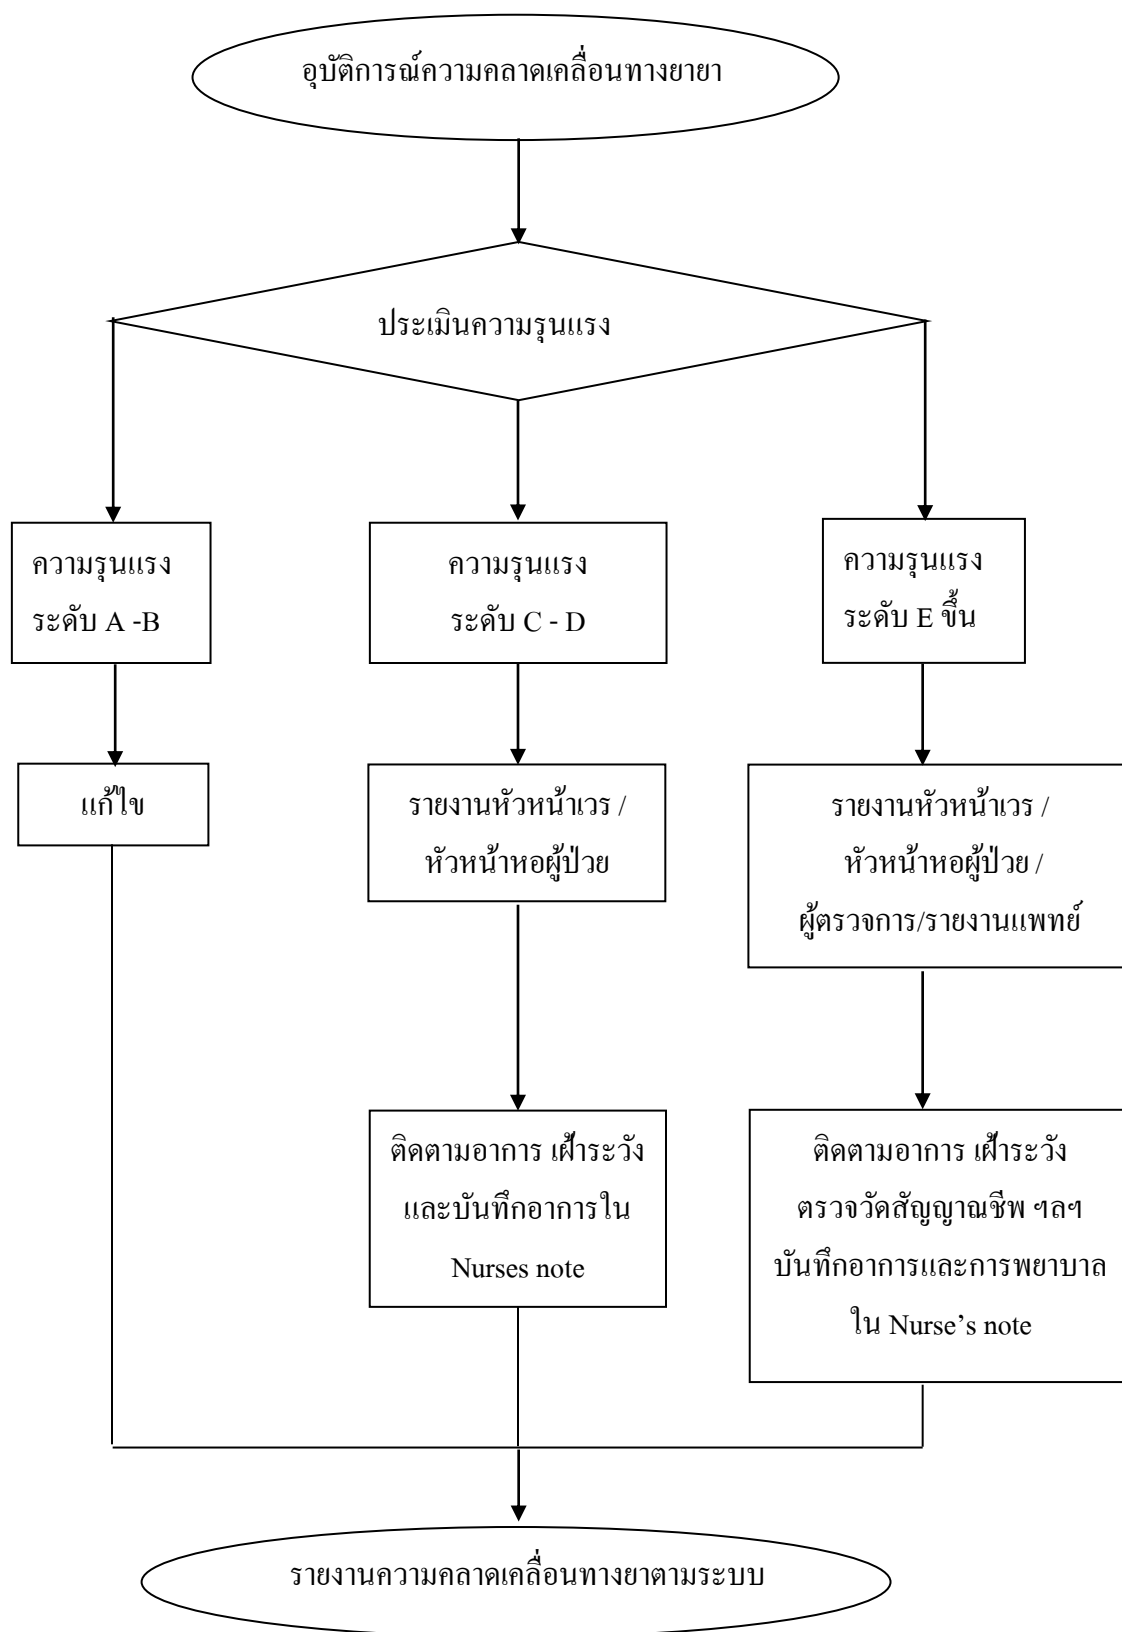 อุบัติการณ์ความคลาดเคลื่อนทางยายา
ประเมินความรุนแรง
ความรุนแรง
ระดับ A -B
ความรุนแรง
ระดับ C - D
ความรุนแรง
ระดับ E ขึ้น
แก้ไข
รายงานหัวหน้าเวร /
หัวหน้าหอผู้ป่วย
รายงานหัวหน้าเวร /
หัวหน้าหอผู้ป่วย /
ผู้ตรวจการ/รายงานแพทย์
ติดตามอาการ เฝ้าระวัง
และบันทึกอาการใน
Nurses note
ติดตามอาการ เฝ้าระวัง
ตรวจวัดสัญญาณชีพ ฯลฯ
บันทึกอาการและการพยาบาล
ใน Nurse’s note
รายงานความคลาดเคลื่อนทางยาตามระบบ